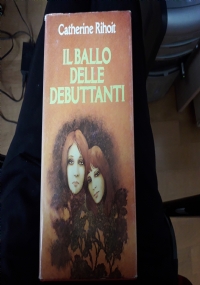 Catherine Rihoit
IL BALLO
DELLE
DEBUTTANTI